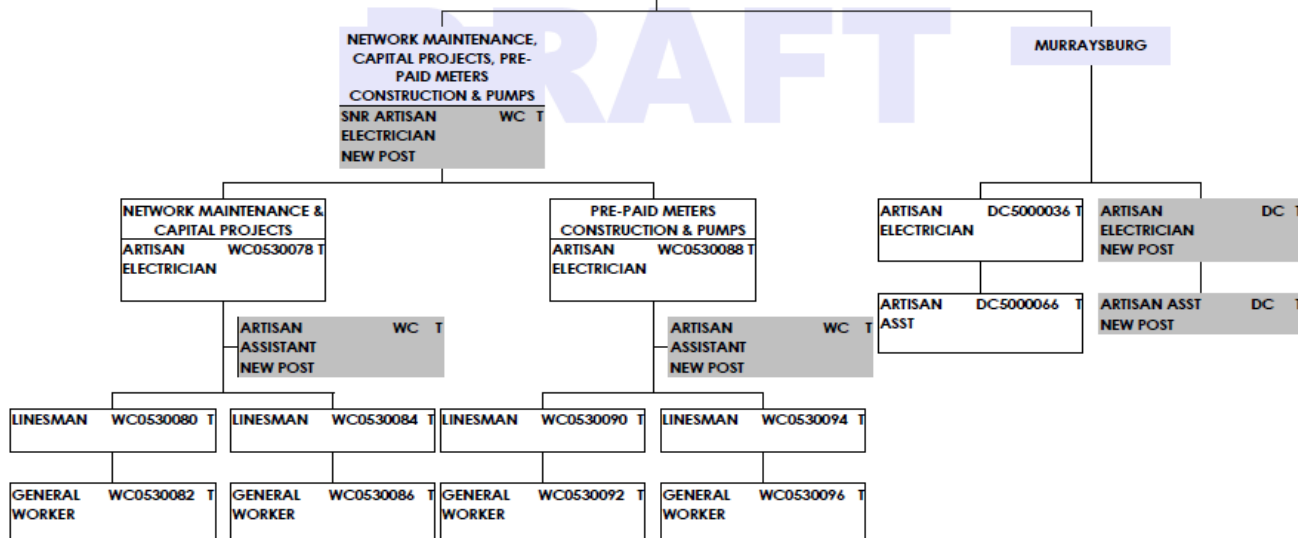 DRAFT
NETWORK MAINTENANCE,
CAPITAL PROJECTS, PRE-
PAID METERS
CONSTRUCTION & PUMPS
SNR ARTISAN WC T
ELECTRICIAN
NEW POST
MURRAYSBURG
NETWORK MAINTENANCE &
CAPITAL PROJECTS
ARTISAN WC0530078 T
ELECTRICIAN
PRE-PAID METERS
CONSTRUCTION & PUMPS
ARTISAN WC0530088 T
ELECTRICIAN
ARTISAN DC5000036 T
ELECTRICIAN
ARTISAN DC T
ELECTRICIAN
NEW POST
ARTISAN DC5000066 T
ASST
ARTISAN ASST DC T
NEW POST
ARTISAN WC T
ASSISTANT
NEW POST
ARTISAN WC T
ASSISTANT
NEW POST
LINESMAN WC0530080 T
LINESMAN WC0530084 T
LINESMAN WC0530090 T
LINESMAN WC0530094 T
GENERAL WC0530082 T
WORKER
GENERAL WC0530086 T
WORKER
GENERAL WC0530092 T
WORKER
GENERAL WC0530096 T
WORKER